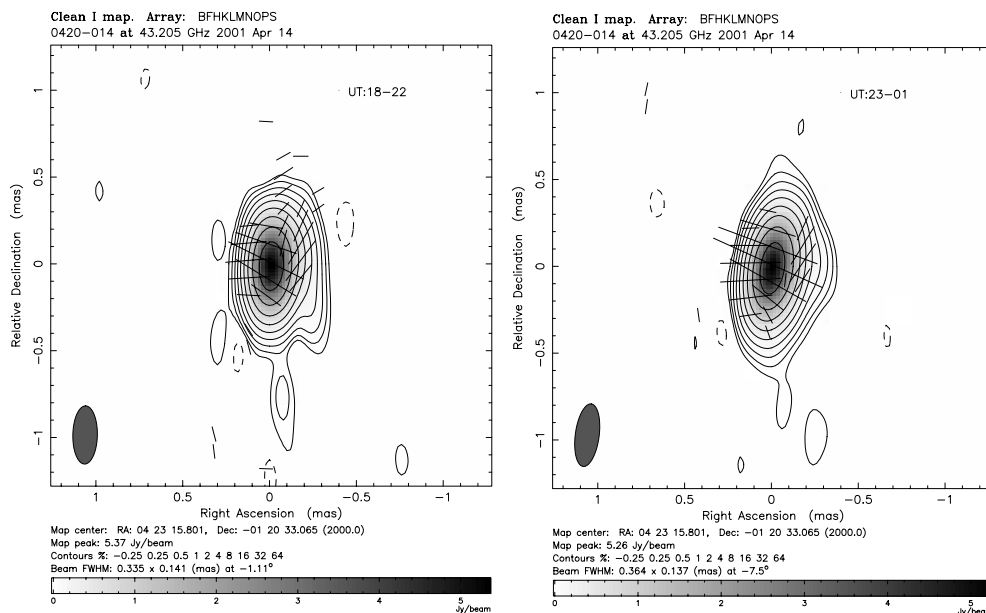 Clean I map. Array: BFHKLMNOPS
0420-014 at 43.205 GHz 2001 Apr 14
UT:18-22
Relative Declination (mas)
1
0.5
0
-0.5
-1
1
0.5
0
-0.5
-1
Right Ascension (mas)
Map center: RA: 04 23 15.801, Dec: -01 20 33.065 (2000.0)
Map peak: 5.37 Jy/beam
Contours %: -0.25 0.25 0.5 1 2 4 8 16 32 64
Beam FWHM: 0.335 x 0.141 (mas) at -1.11°
0
1
2
3
4
5
Jy/beam
Clean I map. Array: BFHKLMNOPS
0420-014 at 43.205 GHz 2001 Apr 14
UT:23-01
Relative Declination (mas)
1
0.5
0
-0.5
-1
1
0.5
0
-0.5
-1
Right Ascension (mas)
Map center: RA: 04 23 15.801, Dec: -01 20 33.065 (2000.0)
Map peak: 5.26 Jy/beam
Contours %: -0.25 0.25 0.5 1 2 4 8 16 32 64
Beam FWHM: 0.364 x 0.137 (mas) at -7.5°
0
1
2
3
4
5
Jy/beam